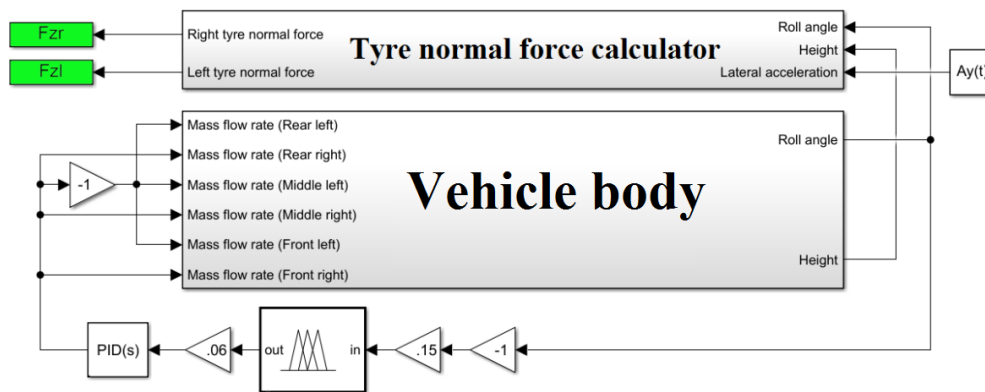 Fzr
Right tyre normal force
Tyre normal force calculator
Roll angle
Height
Fzl
Left tyre normal force
Lateral acceleration
Ay(t)
Mass flow rate (Rear left)
Mass flow rate (Rear right)
Roll angle
-1
Mass flow rate (Middle left)
Vehicle body
Mass flow rate (Middle right)
Mass flow rate (Front left)
Height
Mass flow rate (Front right)
PID(s)
.06
out
in
.15
-1